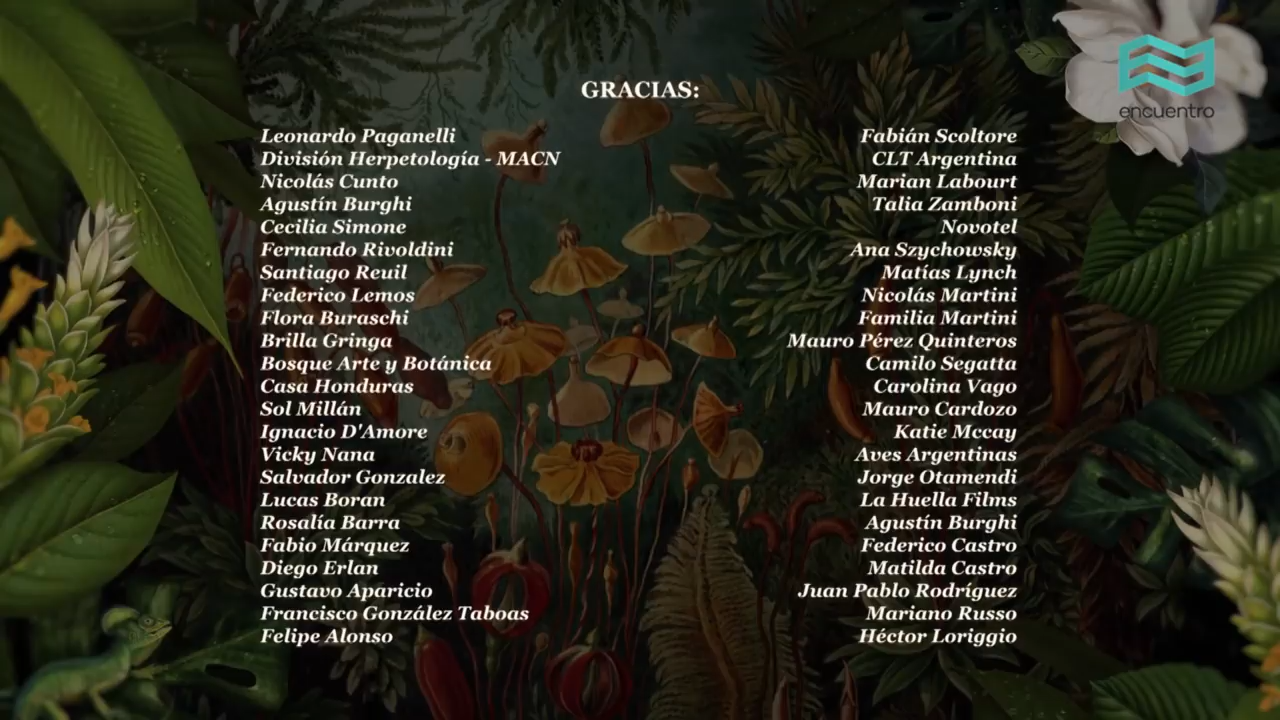 encuentro
GRACIAS:
Leonardo Paganelli
División Herpetología - MACN
Nicolás Cunto
Agustín Burghi
Cecilia Simone
Fernando Rivoldini
Santiago Reuil
Federico Lemos
Flora Buraschi
Brilla Gringa
Bosque Arte y Botánica
Casa Honduras
Sol Millán
Ignacio D'Amore
Vicky Nana
Salvador Gonzalez
Lucas Boran
Rosalía Barra
Fabio Márquez
Diego Erlan
Gustavo Aparicio
Francisco González Taboas
Felipe Alonso
Fabián Scoltore
CLT Argentina
Marian Labourt
Talia Zamboni
Novotel
Ana Szychowsky
Matías Lynch
Nicolás Martini
Familia Martini
Mauro Pérez Quinteros
Camilo Segatta
Carolina Vago
Mauro Cardozo
Katie Mccay
Aves Argentinas
Jorge Otamendi
La Huella Films
Agustín Burghi
Federico Castro
Matilda Castro
Juan Pablo Rodríguez
Mariano Russo
Héctor Loriggio